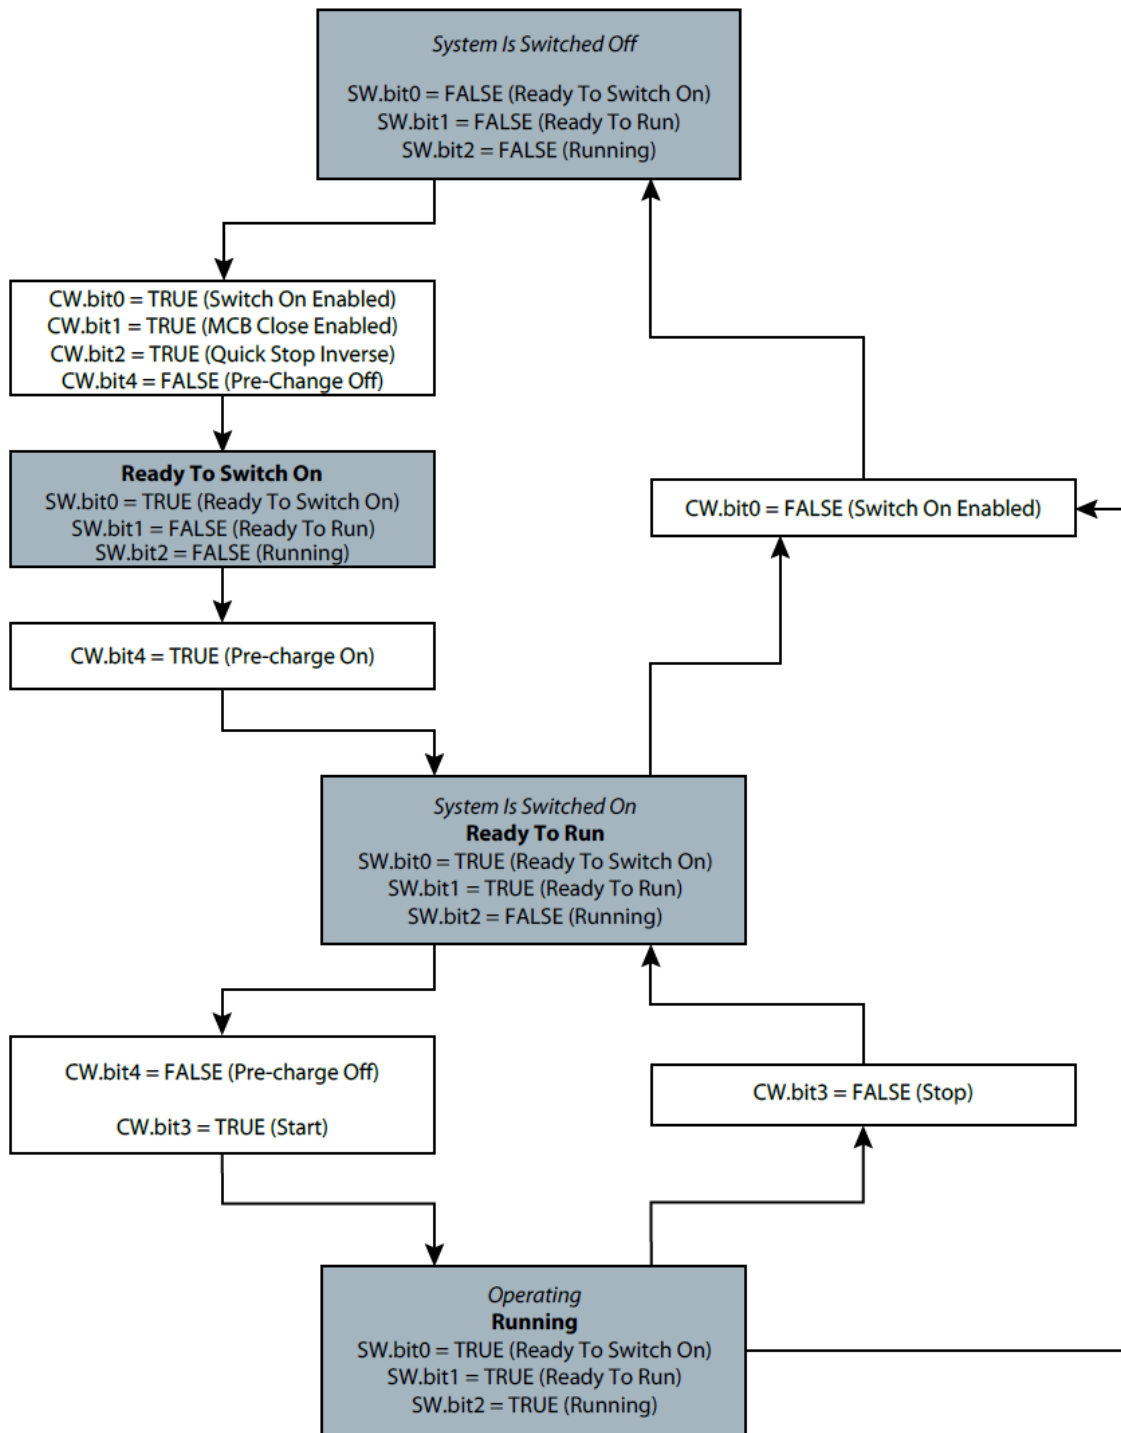 System Is Switched Off
SW.bit0 = FALSE (Ready To Switch On)
SW.bit1 = FALSE (Ready To Run)
SW.bit2 = FALSE (Running)
CW.bit0 = TRUE (Switch On Enabled)
CW.bit1 = TRUE (MCB Close Enabled)
CW.bit2 = TRUE (Quick Stop Inverse)
CW.bit4 = FALSE (Pre-Change Off)
Ready To Switch On
SW.bit0 = TRUE (Ready To Switch On)
SW.bit1 = FALSE (Ready To Run)
SW.bit2 = FALSE (Running)
CW.bit0 = FALSE (Switch On Enabled)
CW.bit4 = TRUE (Pre-charge On)
System Is Switched On
Ready To Run
SW.bit0 = TRUE (Ready To Switch On)
SW.bit1 = TRUE (Ready To Run)
SW.bit2 = FALSE (Running)
CW.bit4 = FALSE (Pre-charge Off)
CW.bit3 = TRUE (Start)
CW.bit3 = FALSE (Stop)
Operating
Running
SW.bit0 = TRUE (Ready To Switch On)
SW.bit1 = TRUE (Ready To Run)
SW.bit2 = TRUE (Running)